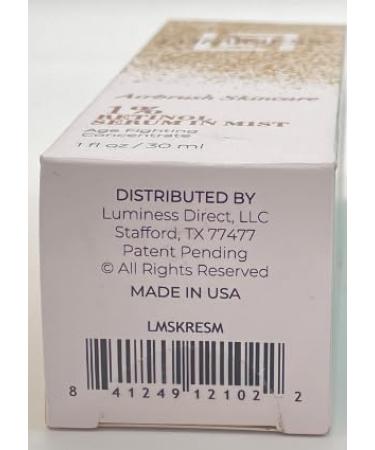 Airbrush Skincare
1%
RETINOL
SERUM IN MIST
Age Fighting
Concentrate
1 fl oz / 30 ml
DISTRIBUTED BY
Luminess Direct, LLC
Stafford, TX 77477
Patent Pending
© All Rights Reserved
MADE IN USA
LMSKRESM
8 41249 12102 2